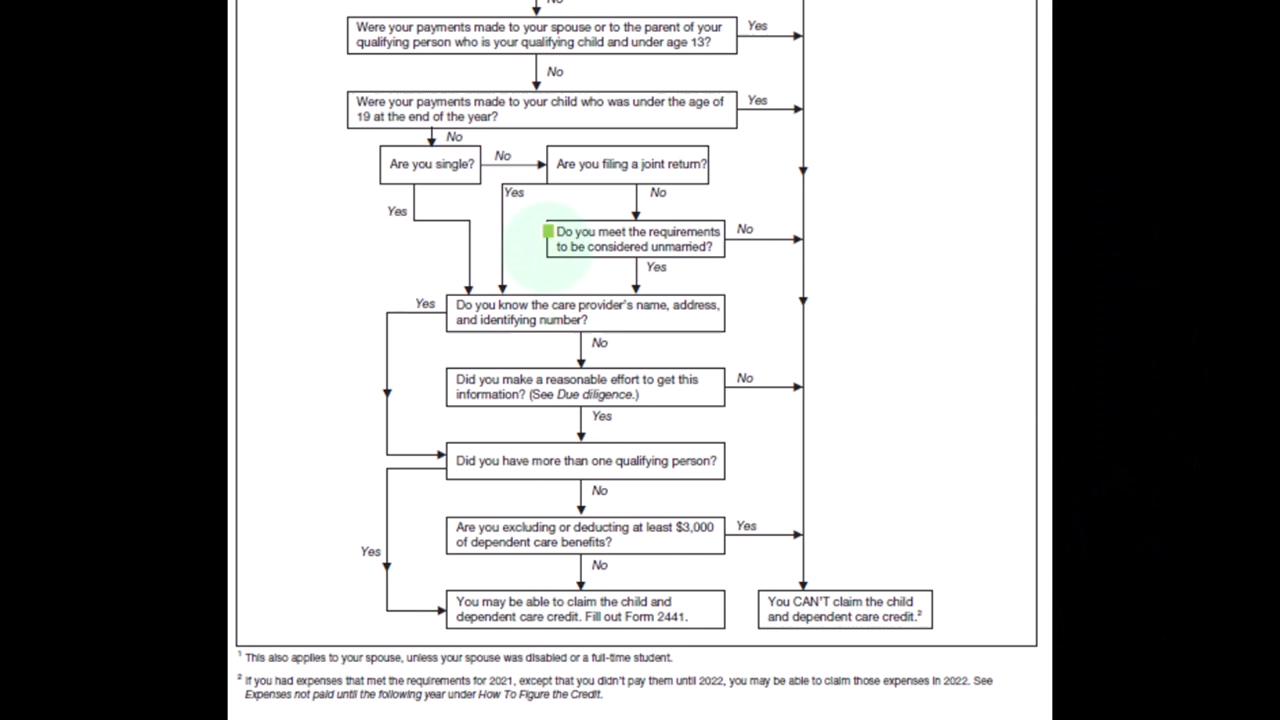 No
Were your payments made to your spouse or to the parent of your
qualifying person who is your qualifying child and under age 13?
Yes
No
Were your payments made to your child who was under the age of
19 at the end of the year?
Yes
No
Are you single?
No
Are you filing a joint return?
Yes
No
Yes
Do you meet the requirements
to be considered unmarried?
No
Yes
Yes
Do you know the care provider's name, address,
and identifying number?
No
Did you make a reasonable effort to get this
information? (See Due diligence.)
No
Yes
Did you have more than one qualifying person?
No
Are you excluding or deducting at least $3,000
of dependent care benefits?
Yes
Yes
No
You may be able to claim the child and
dependent care credit. Fill out Form 2441.
You CAN'T claim the child
and dependent care credit.2
1 This also applies to your spouse, unless your spouse was disabled or a full-time student.
2 If you had expenses that met the requirements for 2021, except that you didn't pay them until 2022, you may be able to claim those expenses in 2022. See
Expenses not paid until the following year under How To Figure the Credit.